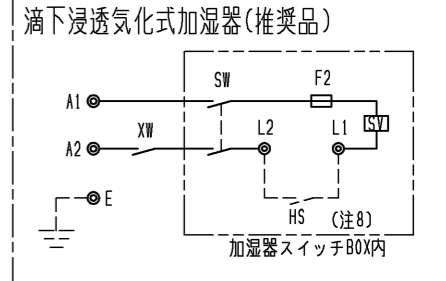 滴下浸透気化式加湿器(推奨品)
SW
F2
A1
SV
XW
L2
L1
A2
E
HS
(注8)
加湿器スイッチBOX内